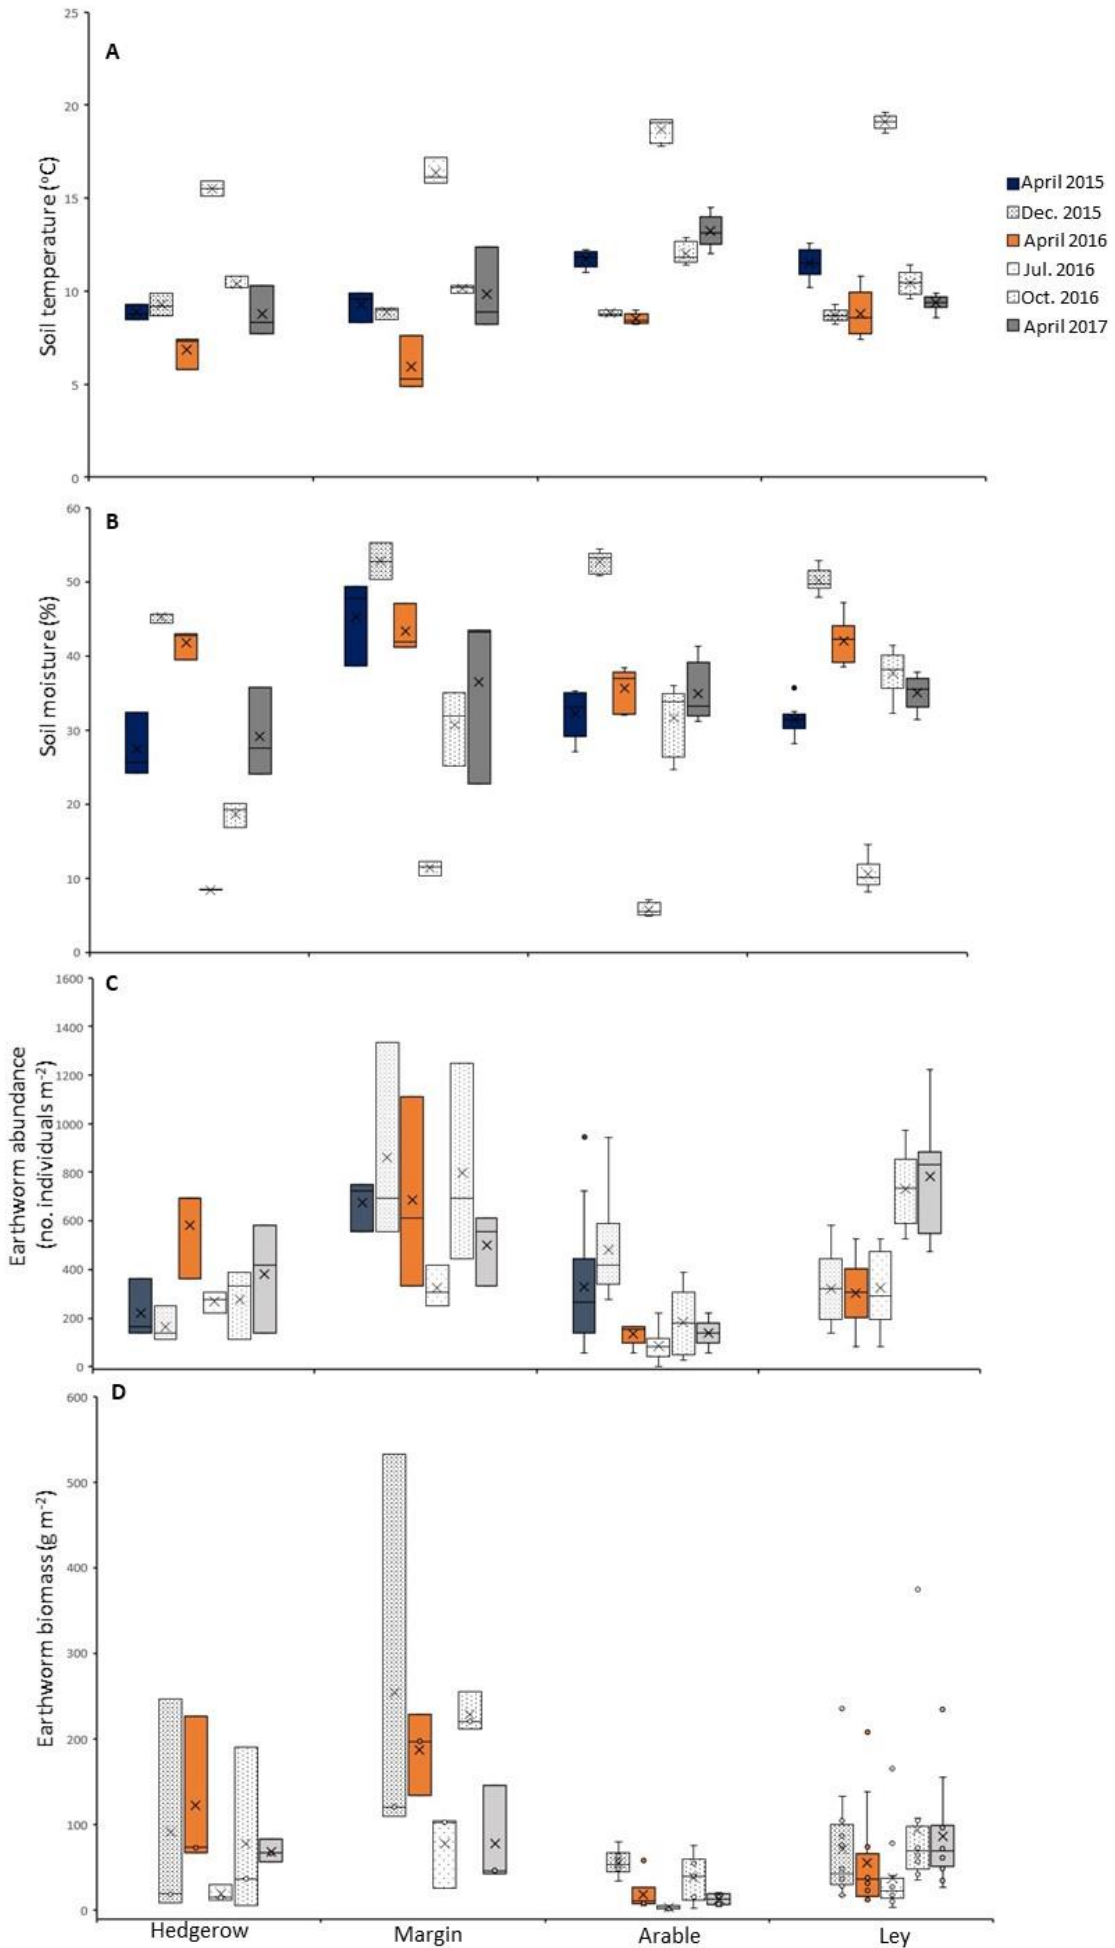 A
25
20
15
10
5
0
Soil temperature (°C)
April 2015
Dec. 2015
April 2016
Jul. 2016
Oct. 2016
April 2017
B
60
50
40
30
20
10
0
Soil moisture (%)
C
1600
1400
1200
1000
800
600
400
200
0
Earthworm abundance
(no. individuals m⁻²)
D
600
500
400
300
200
100
0
Earthworm biomass (g m⁻²)
Hedgerow Margin Arable Ley